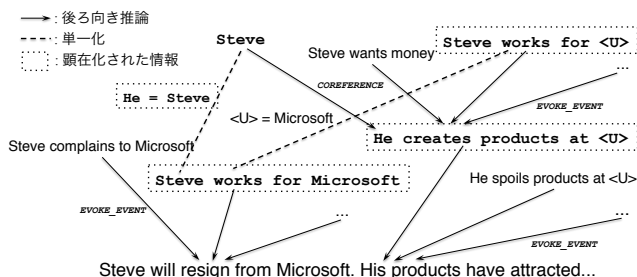 : 後ろ向き推論
: 単一化
: 顕在化された情報
Steve
Steve wants money
Steve works for <U>
...
COREFERENCE
EVOKE_EVENT
He = Steve
<U> = Microsoft
He creates products at <U>
Steve complains to Microsoft
Steve works for Microsoft
He spoils products at <U>
EVOKE_EVENT
...
...
EVOKE_EVENT
Steve will resign from Microsoft. His products have attracted...